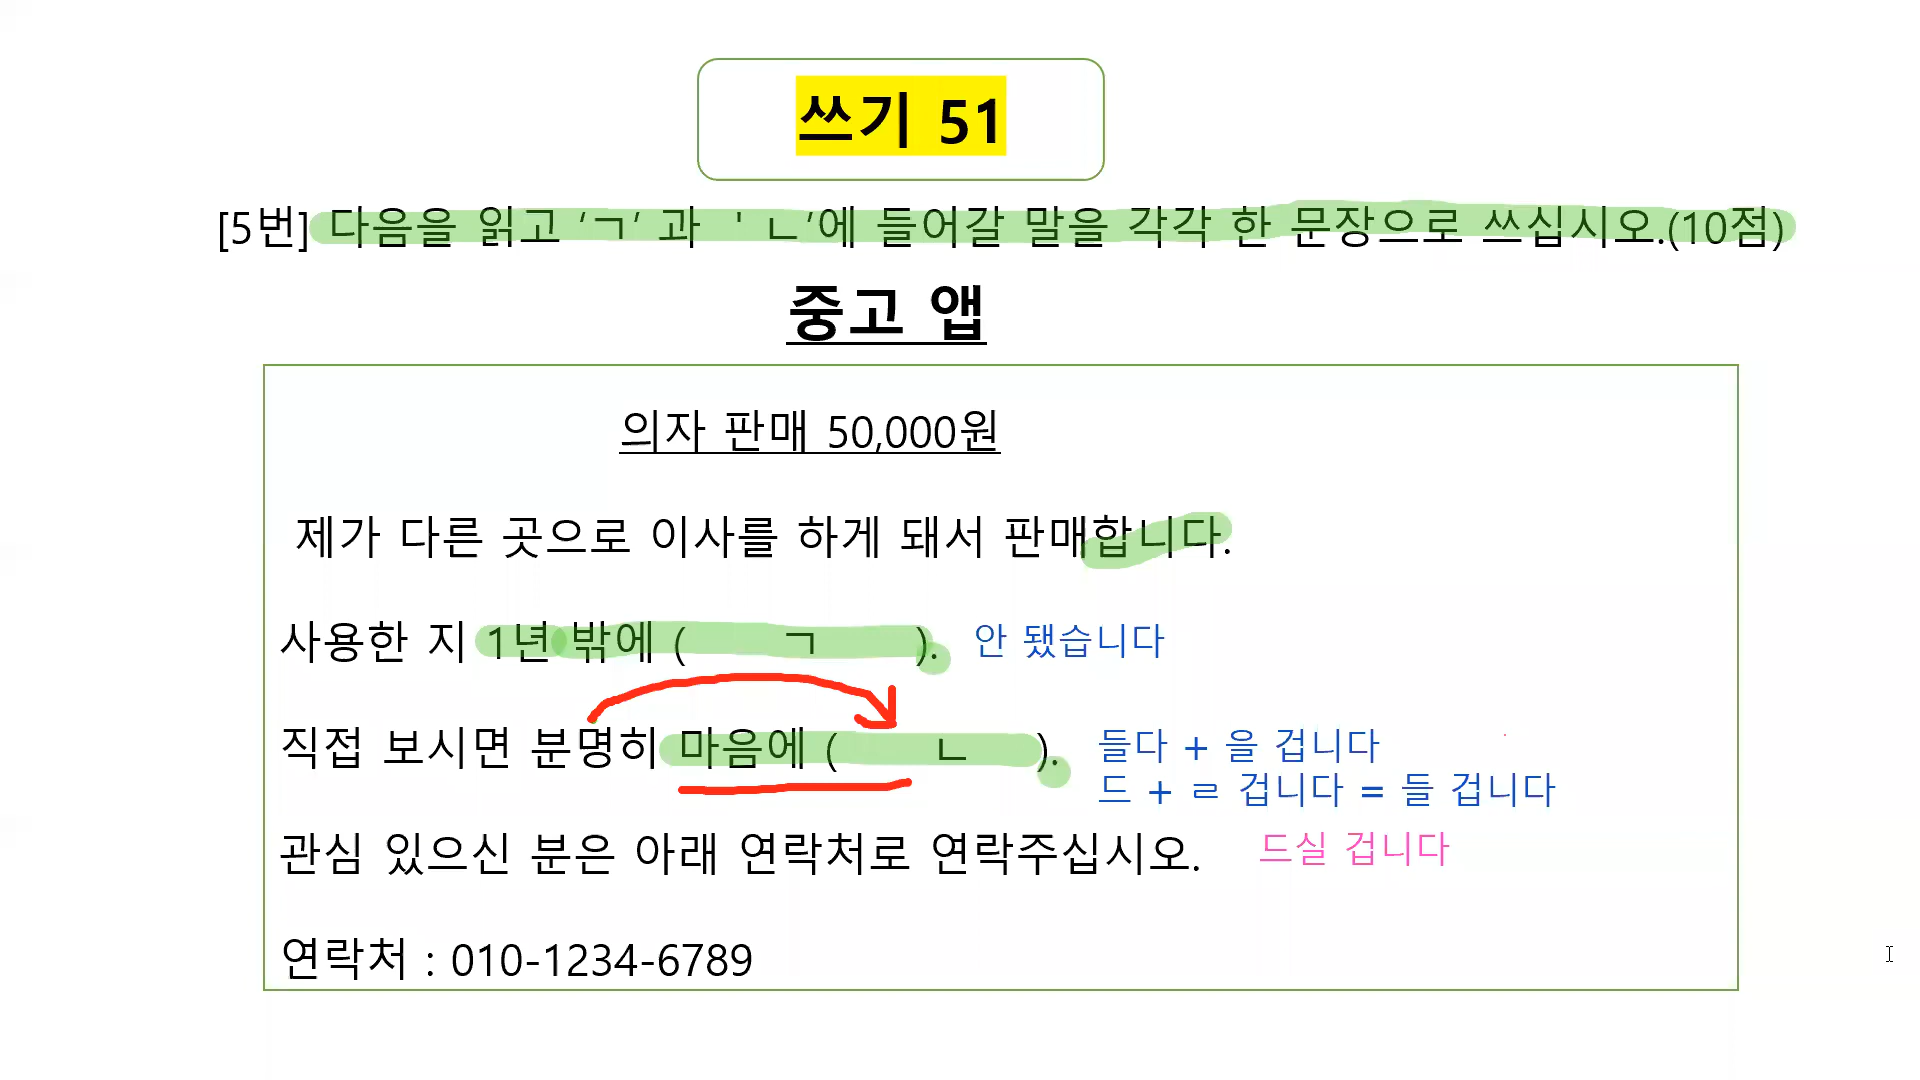 쓰기 51
[5번] 다음을 읽고 ‘ㄱ’ 과 ' ㄴ’에 들어갈 말을 각각 한 문장으로 쓰십시오.(10점)
중고 앱
의자 판매 50,000원
제가 다른 곳으로 이사를 하게 돼서 판매합니다.
사용한 지 1년 밖에 ( ㄱ ). 안 됐습니다
직접 보시면 분명히 마음에 ( ㄴ ). 들다 + 을 겁니다
드 + ㄹ 겁니다 = 들 겁니다
관심 있으신 분은 아래 연락처로 연락주십시오. 드실 겁니다
연락처 : 010-1234-6789